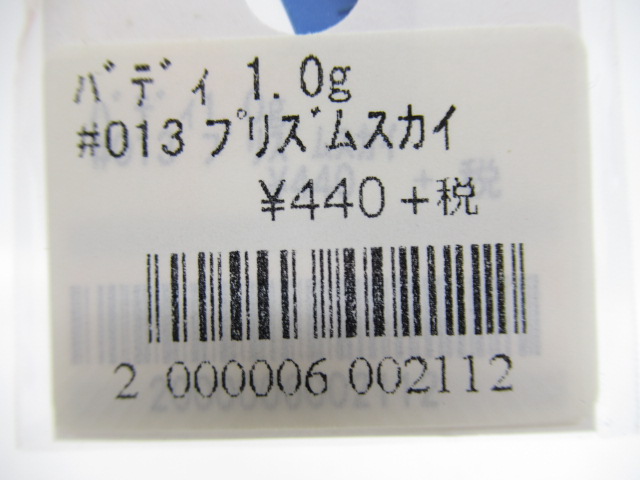 ﾊﾞﾃﾞｨ 1.0g
#013 ﾌﾟﾘｽﾞﾑｽｶｲ
¥440+税
2 000006 002112